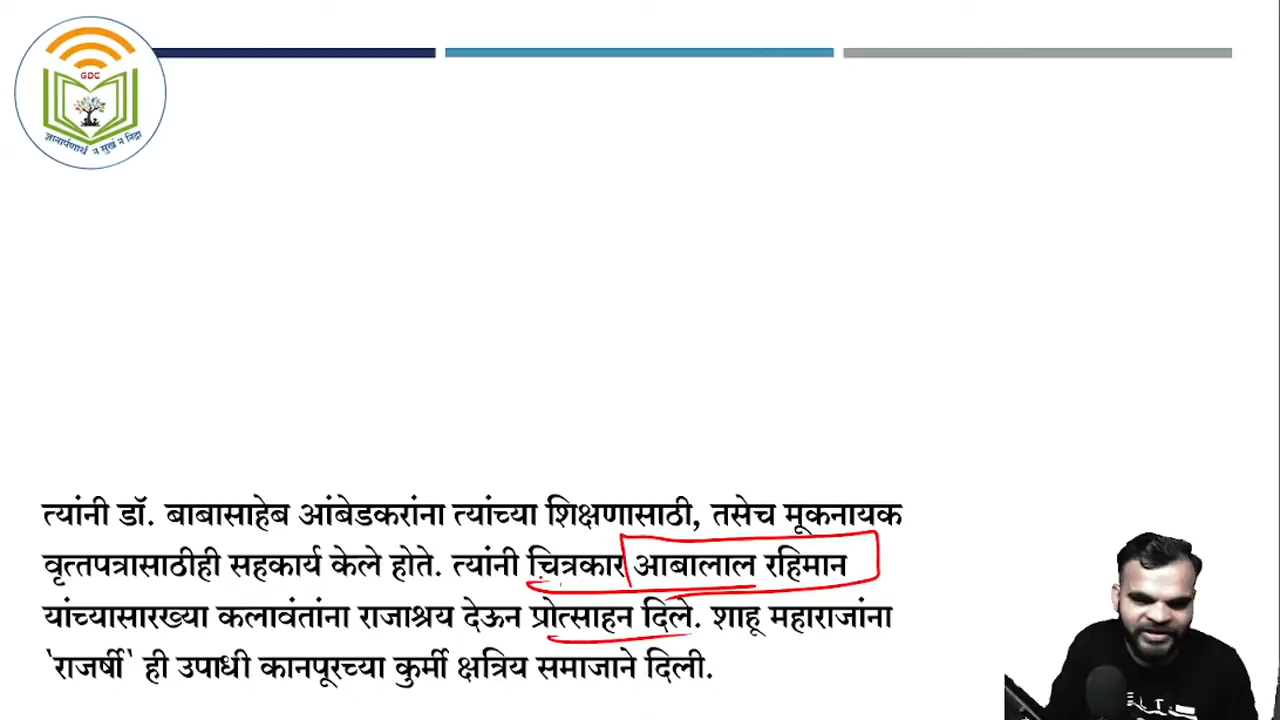 GDC
त्यांनी डॉ. बाबासाहेब आंबेडकरांना त्यांच्या शिक्षणासाठी, तसेच मूकनायक
वृत्तपत्रासाठीही सहकार्य केले होते. त्यांनी चित्रकार आबालाल रहिमान
यांच्यासारख्या कलावंतांना राजाश्रय देऊन प्रोत्साहन दिले. शाहू महाराजांना
'राजर्षी' ही उपाधी कानपूरच्या कुर्मी क्षत्रिय समाजाने दिली.